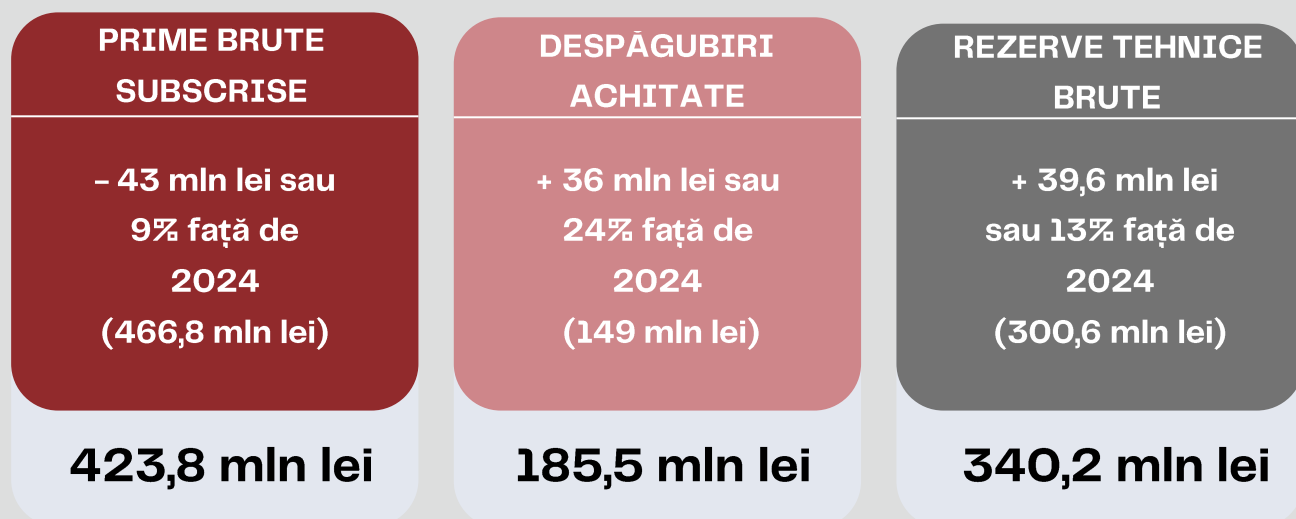 PRIME BRUTE
SUBSCRISE
– 43 mln lei sau
9% față de
2024
(466,8 mln lei)
423,8 mln lei
DESPĂGUBIRI
ACHITATE
+ 36 mln lei sau
24% față de
2024
(149 mln lei)
185,5 mln lei
REZERVE TEHNICE
BRUTE
+ 39,6 mln lei
sau 13% față de
2024
(300,6 mln lei)
340,2 mln lei